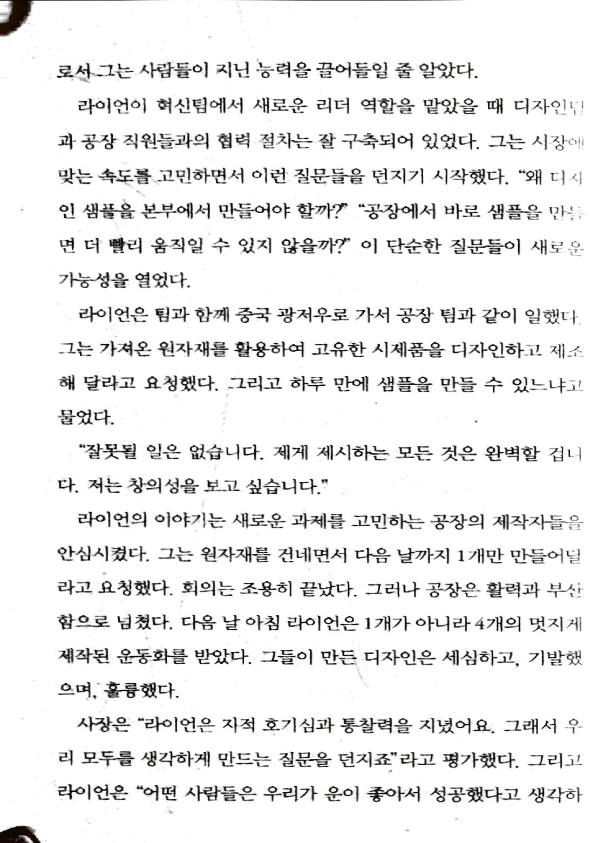 로서 그는 사람들이 지닌 능력을 끌어들일 줄 알았다.
라이언이 혁신팀에서 새로운 리더 역할을 맡았을 때 디자인팀
과 공장 직원들과의 협력 절차는 잘 구축되어 있었다. 그는 시장에
맞는 속도를 고민하면서 이런 질문들을 던지기 시작했다. “왜 디자
인 샘플을 본부에서 만들어야 할까?” “공장에서 바로 샘플을 만들
면 더 빨리 움직일 수 있지 않을까?” 이 단순한 질문들이 새로운
가능성을 열었다.
라이언은 팀과 함께 중국 광저우로 가서 공장 팀과 같이 일했다.
그는 가져온 원자재를 활용하여 고유한 시제품을 디자인하고 제조
해 달라고 요청했다. 그리고 하루 만에 샘플을 만들 수 있느냐고
물었다.
“잘못될 일은 없습니다. 제게 제시하는 모든 것은 완벽할 겁니
다. 저는 창의성을 보고 싶습니다.”
라이언의 이야기는 새로운 과제를 고민하는 공장의 제작자들을
안심시켰다. 그는 원자재를 건네면서 다음 날까지 1개만 만들어달
라고 요청했다. 회의는 조용히 끝났다. 그러나 공장은 활력과 부산
함으로 넘쳤다. 다음 날 아침 라이언은 1개가 아니라 4개의 멋지게
제작된 운동화를 받았다. 그들이 만든 디자인은 세심하고, 기발했
으며, 훌륭했다.
사장은 “라이언은 지적 호기심과 통찰력을 지녔어요. 그래서 우
리 모두를 생각하게 만드는 질문을 던지죠”라고 평가했다. 그리고
라이언은 “어떤 사람들은 우리가 운이 좋아서 성공했다고 생각하